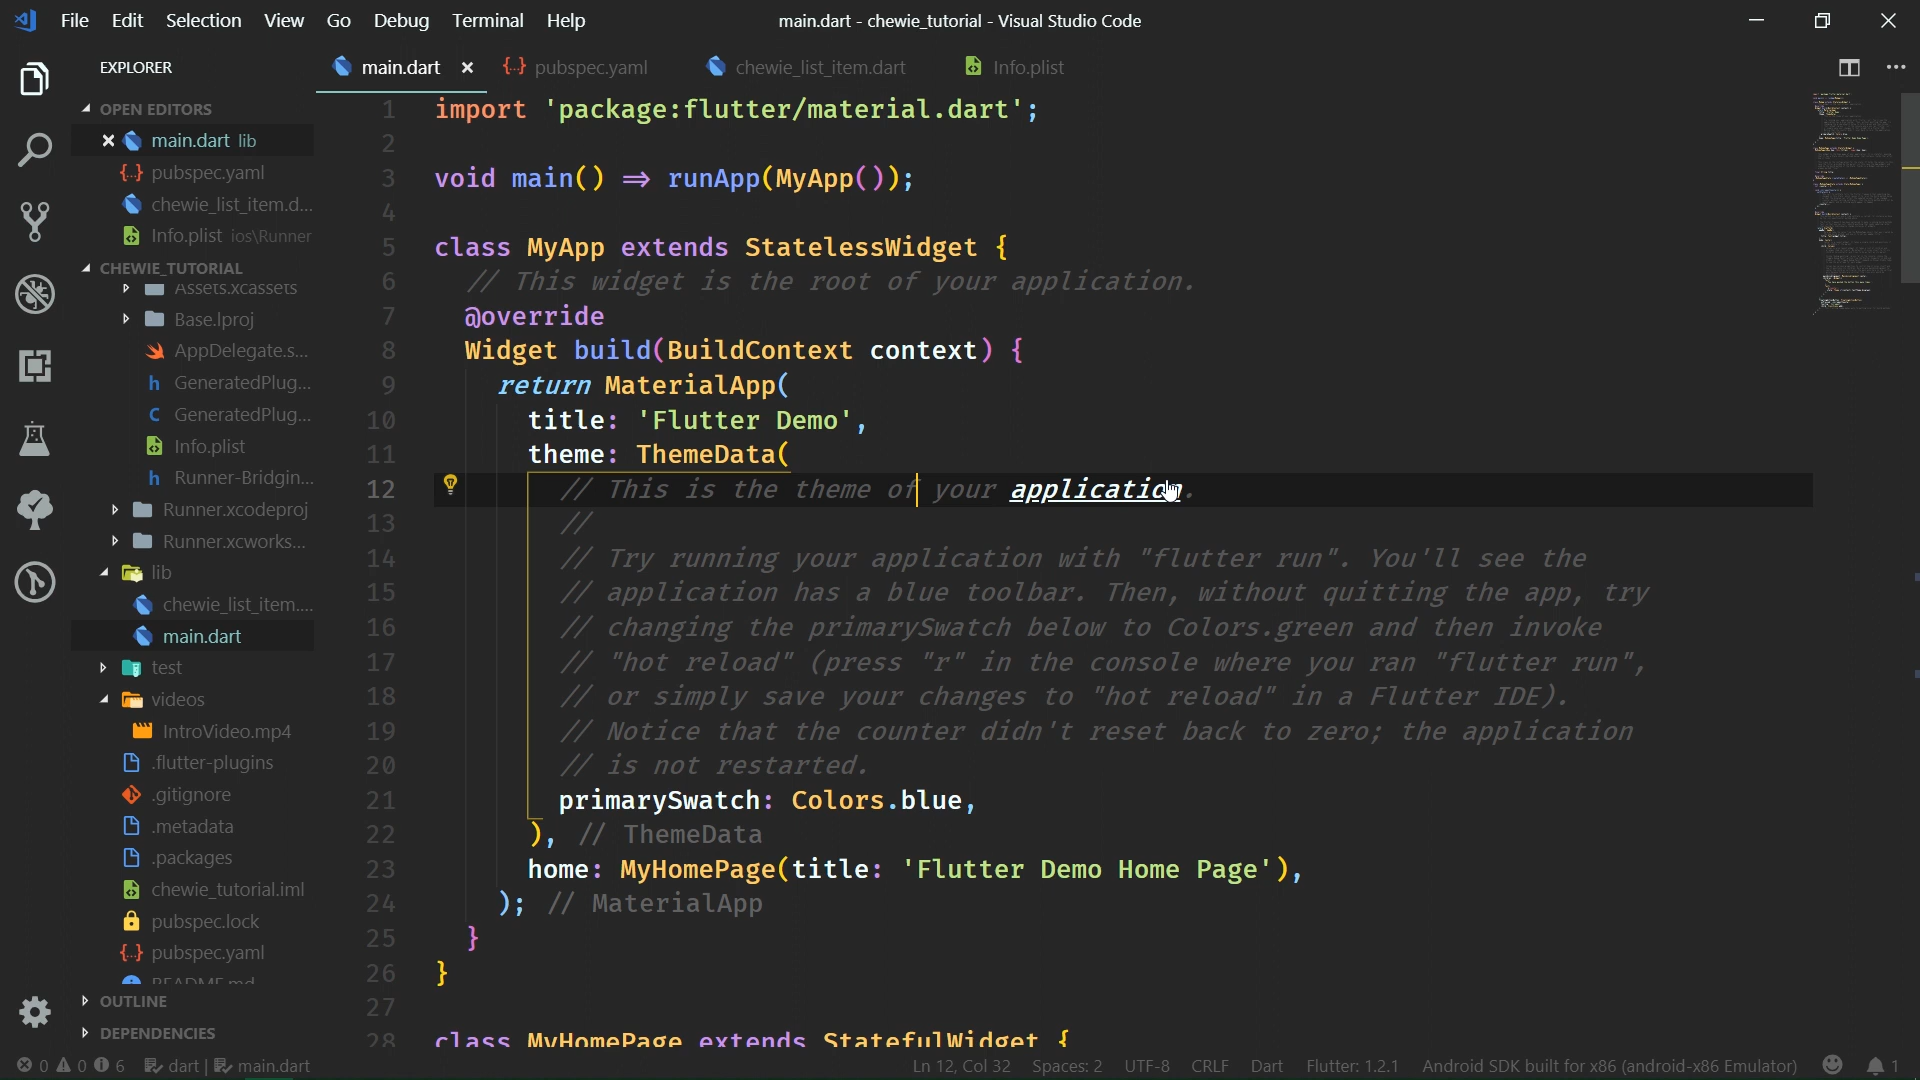 File Edit Selection View Go Debug Terminal Help
main.dart - chewie_tutorial - Visual Studio Code
EXPLORER
main.dart
pubspec.yaml
chewie_list_item.dart
Info.plist
OPEN EDITORS
main.dart lib
pubspec.yaml
chewie_list_item.d...
Info.plist ios\Runner
CHEWIE_TUTORIAL
Assets.xcassets
Base.lproj
AppDelegate.s...
h GeneratedPlug...
C GeneratedPlug...
Info.plist
h Runner-Bridgin...
Runner.xcodeproj
Runner.xcworks...
lib
chewie_list_item....
main.dart
test
videos
IntroVideo.mp4
.flutter-plugins
.gitignore
.metadata
.packages
chewie_tutorial.iml
pubspec.lock
pubspec.yaml
README.md
OUTLINE
DEPENDENCIES
1 import 'package:flutter/material.dart';
2
3 void main() => runApp(MyApp());
4
5 class MyApp extends StatelessWidget {
6 // This widget is the root of your application.
7 @override
8 Widget build(BuildContext context) {
9 return MaterialApp(
10 title: 'Flutter Demo',
11 theme: ThemeData(
12 // This is the theme of your application.
13 //
14 // Try running your application with "flutter run". You'll see the
15 // application has a blue toolbar. Then, without quitting the app, try
16 // changing the primarySwatch below to Colors.green and then invoke
17 // "hot reload" (press "r" in the console where you ran "flutter run",
18 // or simply save your changes to "hot reload" in a Flutter IDE).
19 // Notice that the counter didn't reset back to zero; the application
20 // is not restarted.
21 primarySwatch: Colors.blue,
22 ), // ThemeData
23 home: MyHomePage(title: 'Flutter Demo Home Page'),
24 ); // MaterialApp
25 }
26 }
27
28 class MyHomePage extends StatefulWidget {
0 0 6 dart | main.dart
Ln 12, Col 32 Spaces: 2 UTF-8 CRLF Dart Flutter: 1.2.1 Android SDK built for x86 (android-x86 Emulator) 1